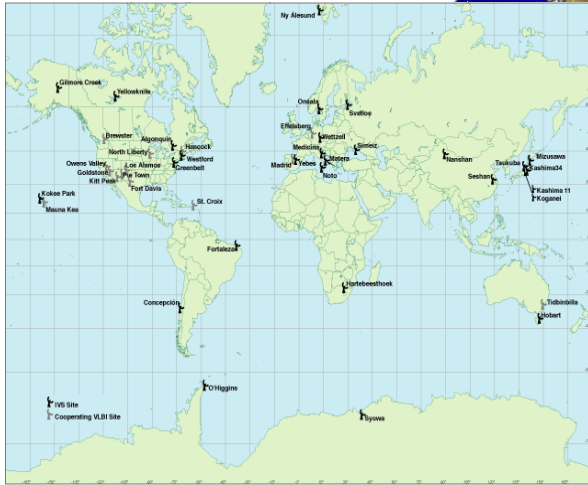 Ny Ålesund
Gilmore Creek
Yellowknife
Onsala
Svetloe
Effelsberg
Brewster
Algonquin
Hancock
Wettzell
North Liberty
Westford
Medicina
Simeiz
Owens Valley
Los Alamos
Greenbelt
Madrid
Yebes
Matera
Nanshan
Tsukuba
Mizusawa
Goldstone
Pie Town
Kashima34
Kitt Peak
Noto
Seshan
Fort Davis
Kokee Park
Kashima 11
Mauna Kea
St. Croix
Koganei
Fortaleza
Hartebeesthoek
Concepción
Tidbinbilla
Hobart
O'Higgins
IVS Site
Syowa
Cooperating VLBI Site